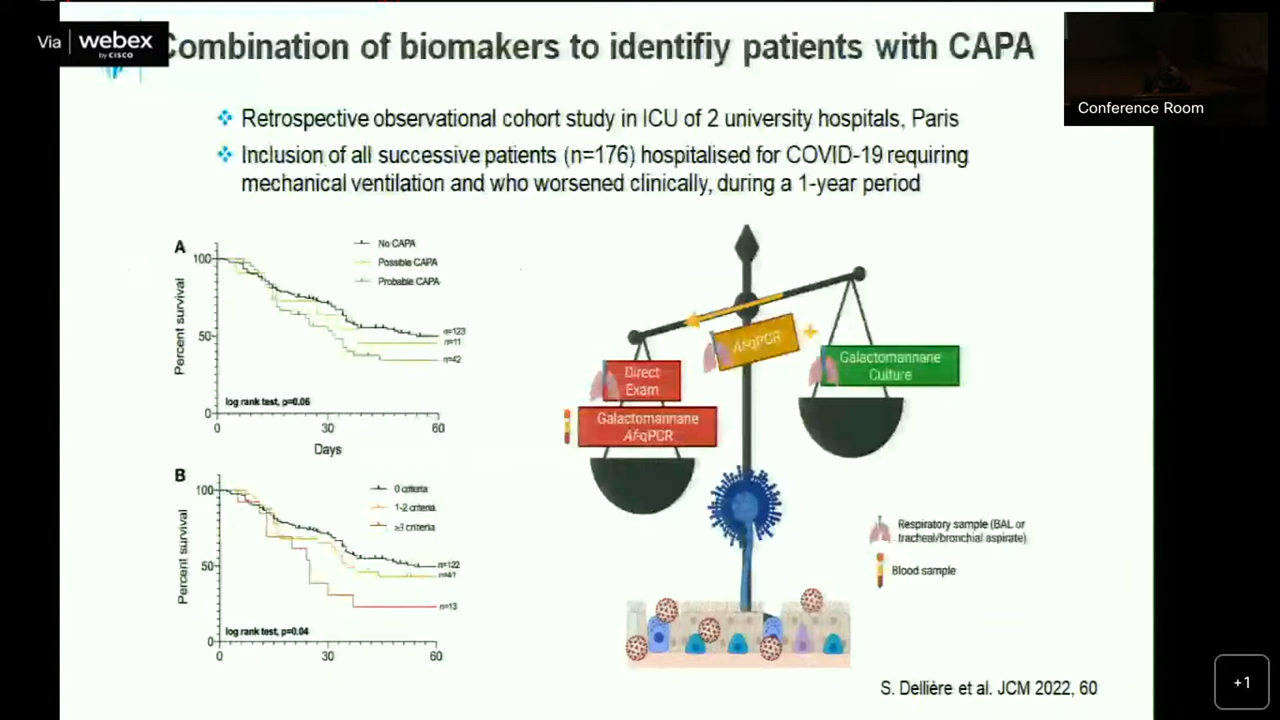 Via webex
by CISCO
Combination of biomakers to identifiy patients with CAPA
Conference Room
Retrospective observational cohort study in ICU of 2 university hospitals, Paris
Inclusion of all successive patients (n=176) hospitalised for COVID-19 requiring
mechanical ventilation and who worsened clinically, during a 1-year period
A
No CAPA
Possible CAPA
Probable CAPA
100
50
0
Percent survival
n=123
n=11
n=42
log rank test, p=0.06
0 30 60
Days
B
0 criteria
1-2 criteria
≥3 criteria
100
50
0
Percent survival
n=122
n=41
n=13
log rank test, p=0.04
0 30 60
Af-qPCR
+
Direct
Exam
Galactomannane
Af-qPCR
Galactomannane
Culture
Respiratory sample (BAL or
tracheal/bronchial aspirate)
Blood sample
S. Dellière et al. JCM 2022, 60
+1